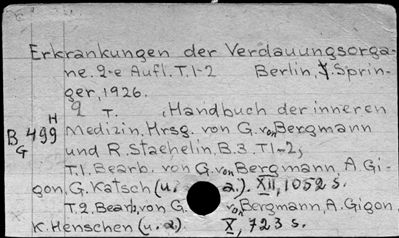 Erkrankungen der Verdauungsorga-
ne. 2-e Aufl. T. 1-2 Berlin, J. Sprin-
ger, 1926.
2 T. (Handbuch der inneren
B 499 H Medizin, Hrsg. von G. von Bergmann
G und R. Staehelin, B. 3. T 1-2,
T. 1. Bearb. von G. von Bergmann, A. Gi-
gon, G. Katsch (u. a.). XII, 1052 s.
T. 2. Bearb. von G. von Bergmann, A. Gigon,
K. Henschen (u. a.) X, 723 s.